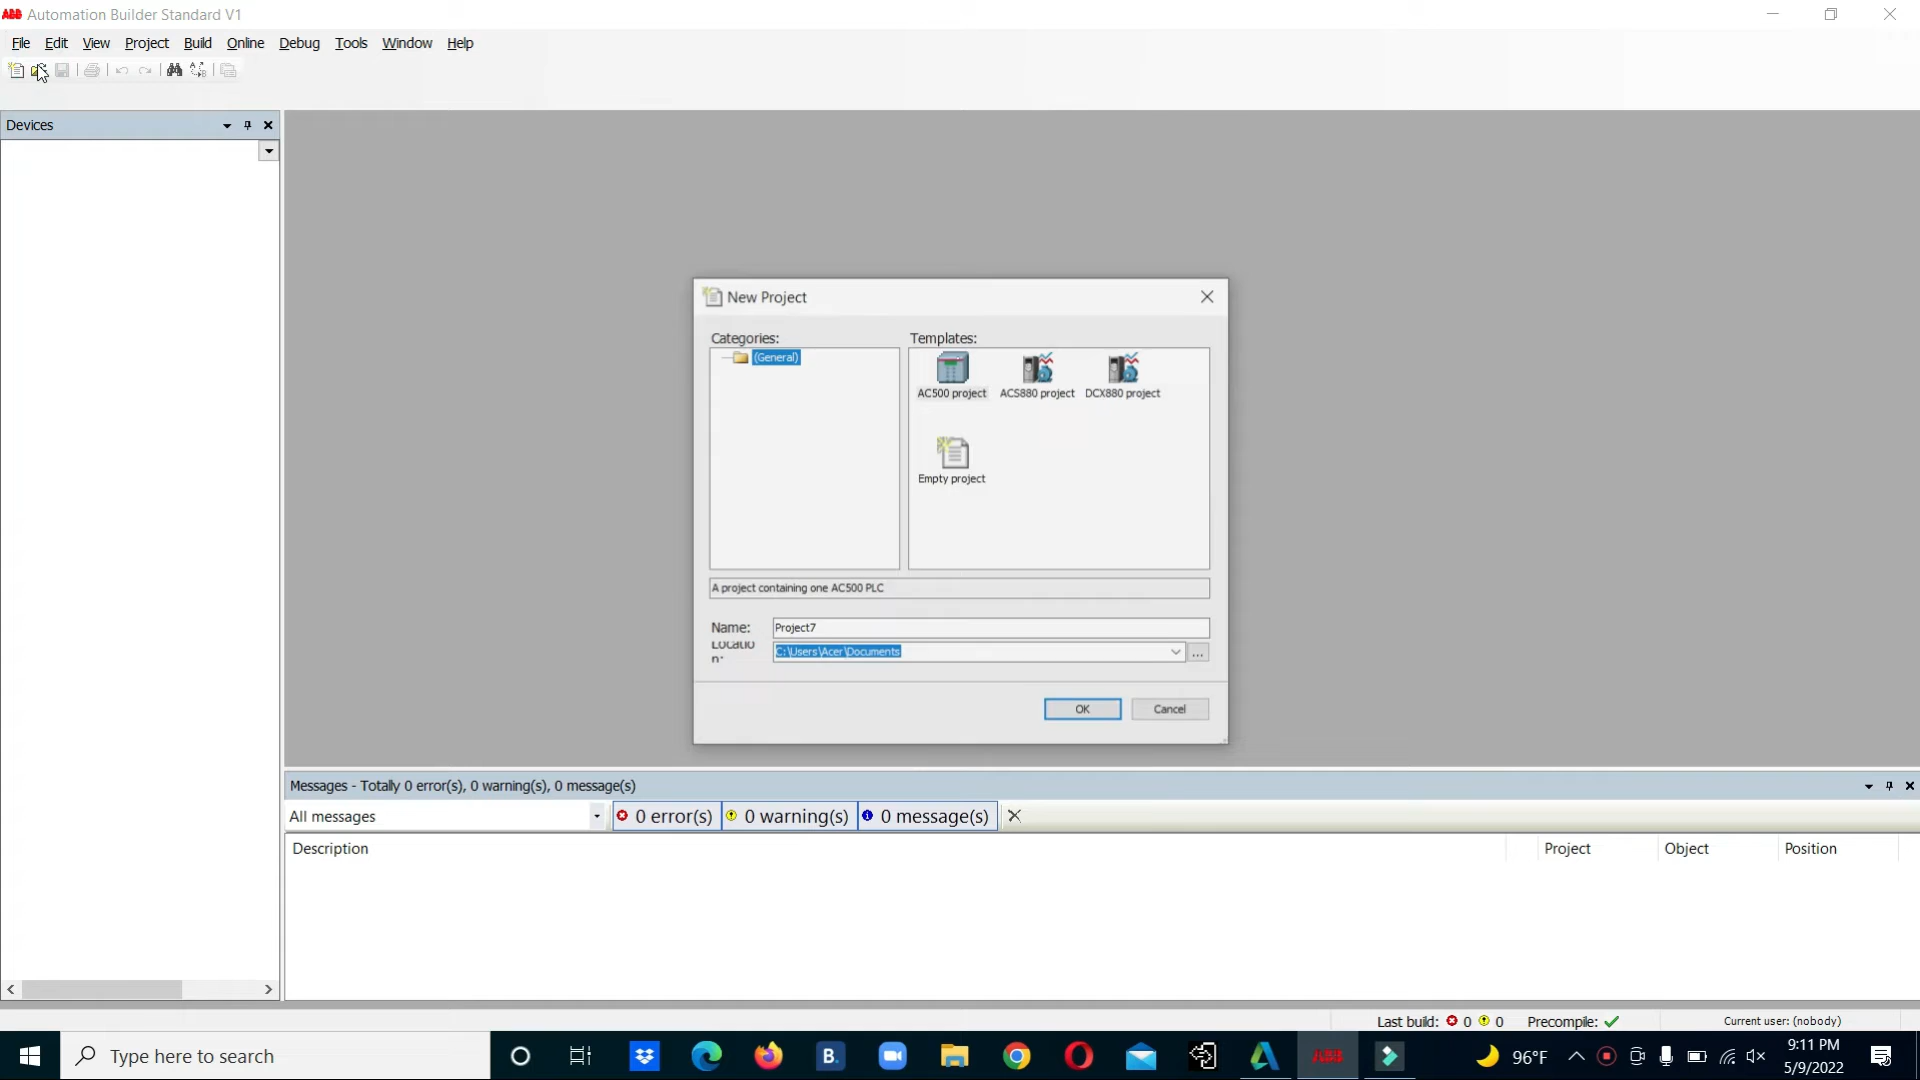 ABB Automation Builder Standard V1
File Edit View Project Build Online Debug Tools Window Help
Devices
New Project
Categories:
(General)
Templates:
AC500 project
ACS880 project
DCX880 project
Empty project
A project containing one AC500 PLC
Name:
Project7
Locatio
n:
C:\Users\Acer\Documents
...
OK
Cancel
Messages - Totally 0 error(s), 0 warning(s), 0 message(s)
All messages
0 error(s)
0 warning(s)
0 message(s)
Description
Project
Object
Position
Last build: 0 0
Precompile:
Current user: (nobody)
Type here to search
B.
ABB
96°F
9:11 PM
5/9/2022